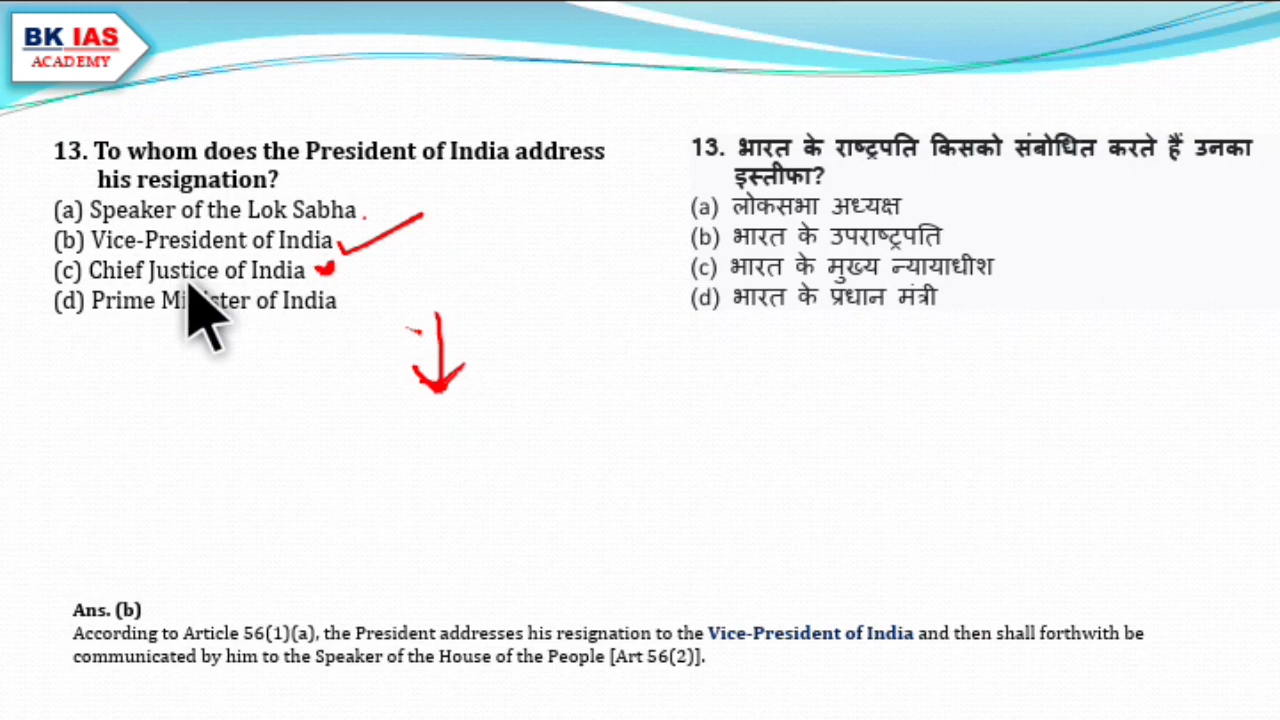 BK IAS
ACADEMY
13. To whom does the President of India address
his resignation?
(a) Speaker of the Lok Sabha
(b) Vice-President of India
(c) Chief Justice of India
(d) Prime Minister of India
13. भारत के राष्ट्रपति किसको संबोधित करते हैं उनका
इस्तीफा?
(a) लोकसभा अध्यक्ष
(b) भारत के उपराष्ट्रपति
(c) भारत के मुख्य न्यायाधीश
(d) भारत के प्रधान मंत्री
Ans. (b)
According to Article 56(1)(a), the President addresses his resignation to the Vice-President of India and then shall forthwith be
communicated by him to the Speaker of the House of the People [Art 56(2)].